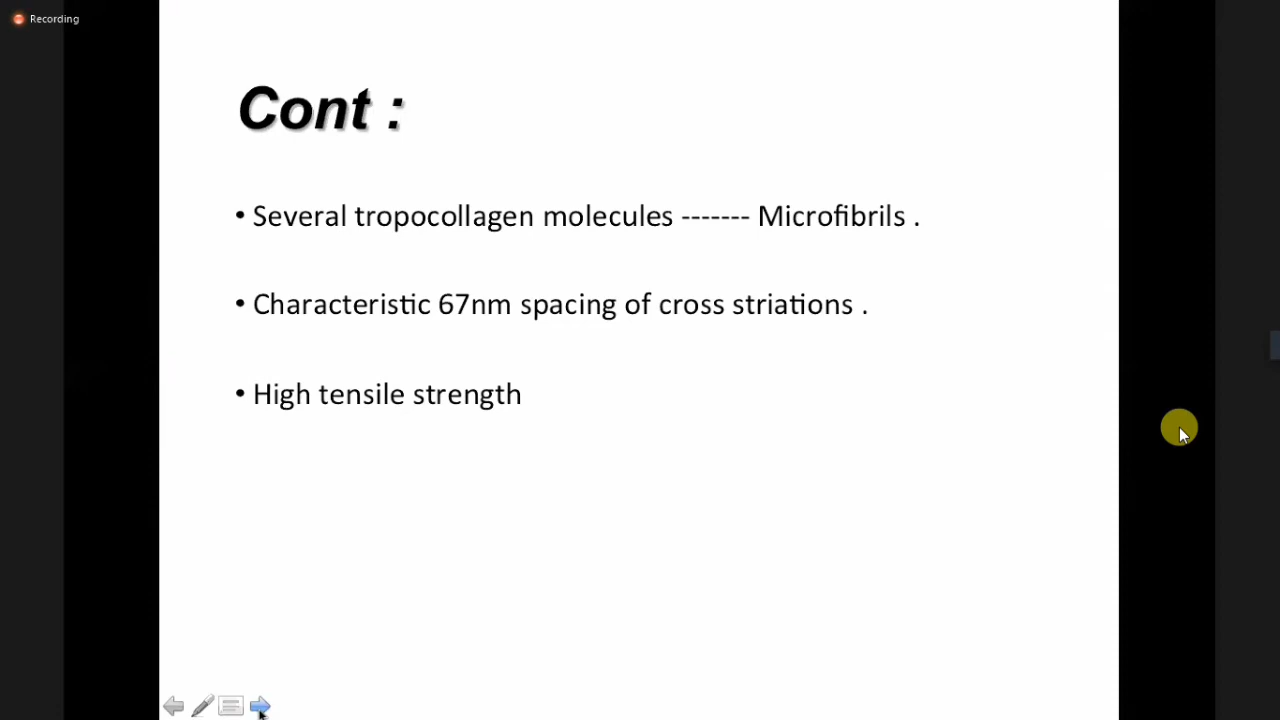 Recording
Cont :
• Several tropocollagen molecules ------- Microfibrils .
• Characteristic 67nm spacing of cross striations .
• High tensile strength